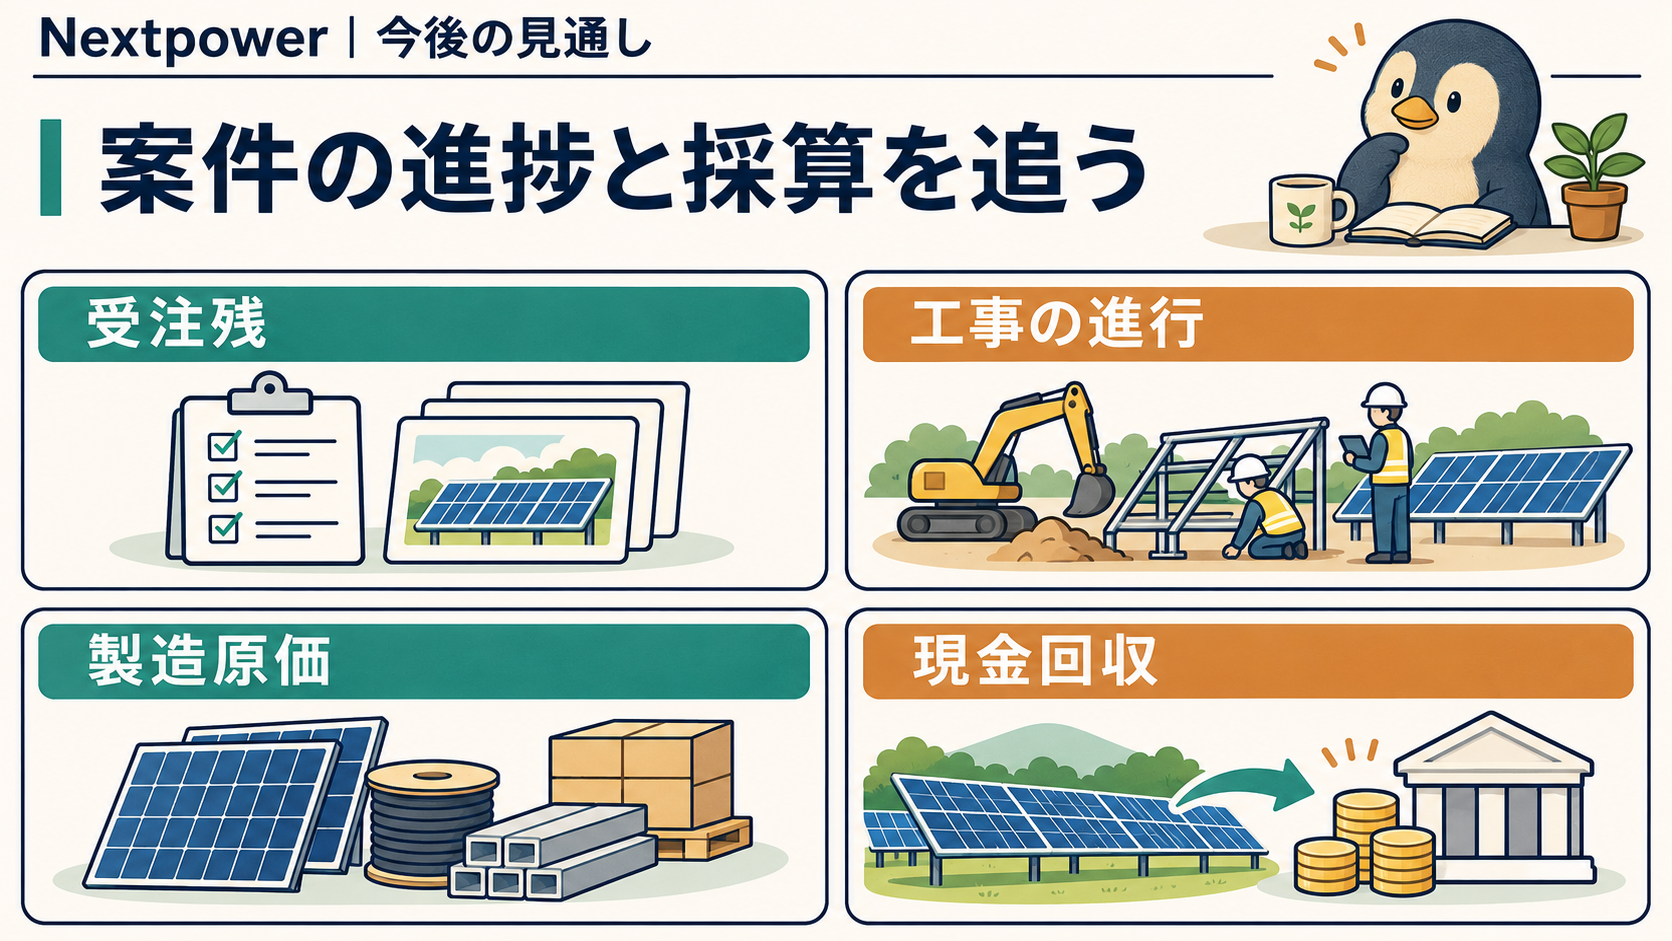 Nextpower｜今後の見通し
案件の進捗と採算を追う
受注残
工事の進行
製造原価
現金回収